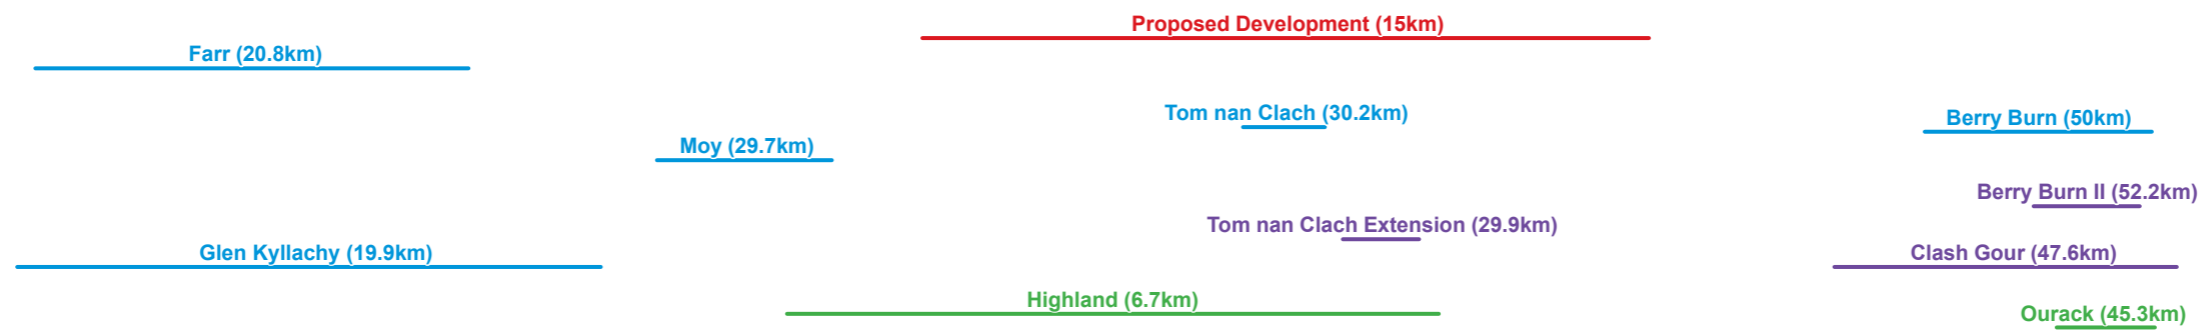 Proposed Development (15km)
Farr (20.8km)
Tom nan Clach (30.2km)
Berry Burn (50km)
Moy (29.7km)
Berry Burn II (52.2km)
Tom nan Clach Extension (29.9km)
Glen Kyllachy (19.9km)
Clash Gour (47.6km)
Highland (6.7km)
Ourack (45.3km)